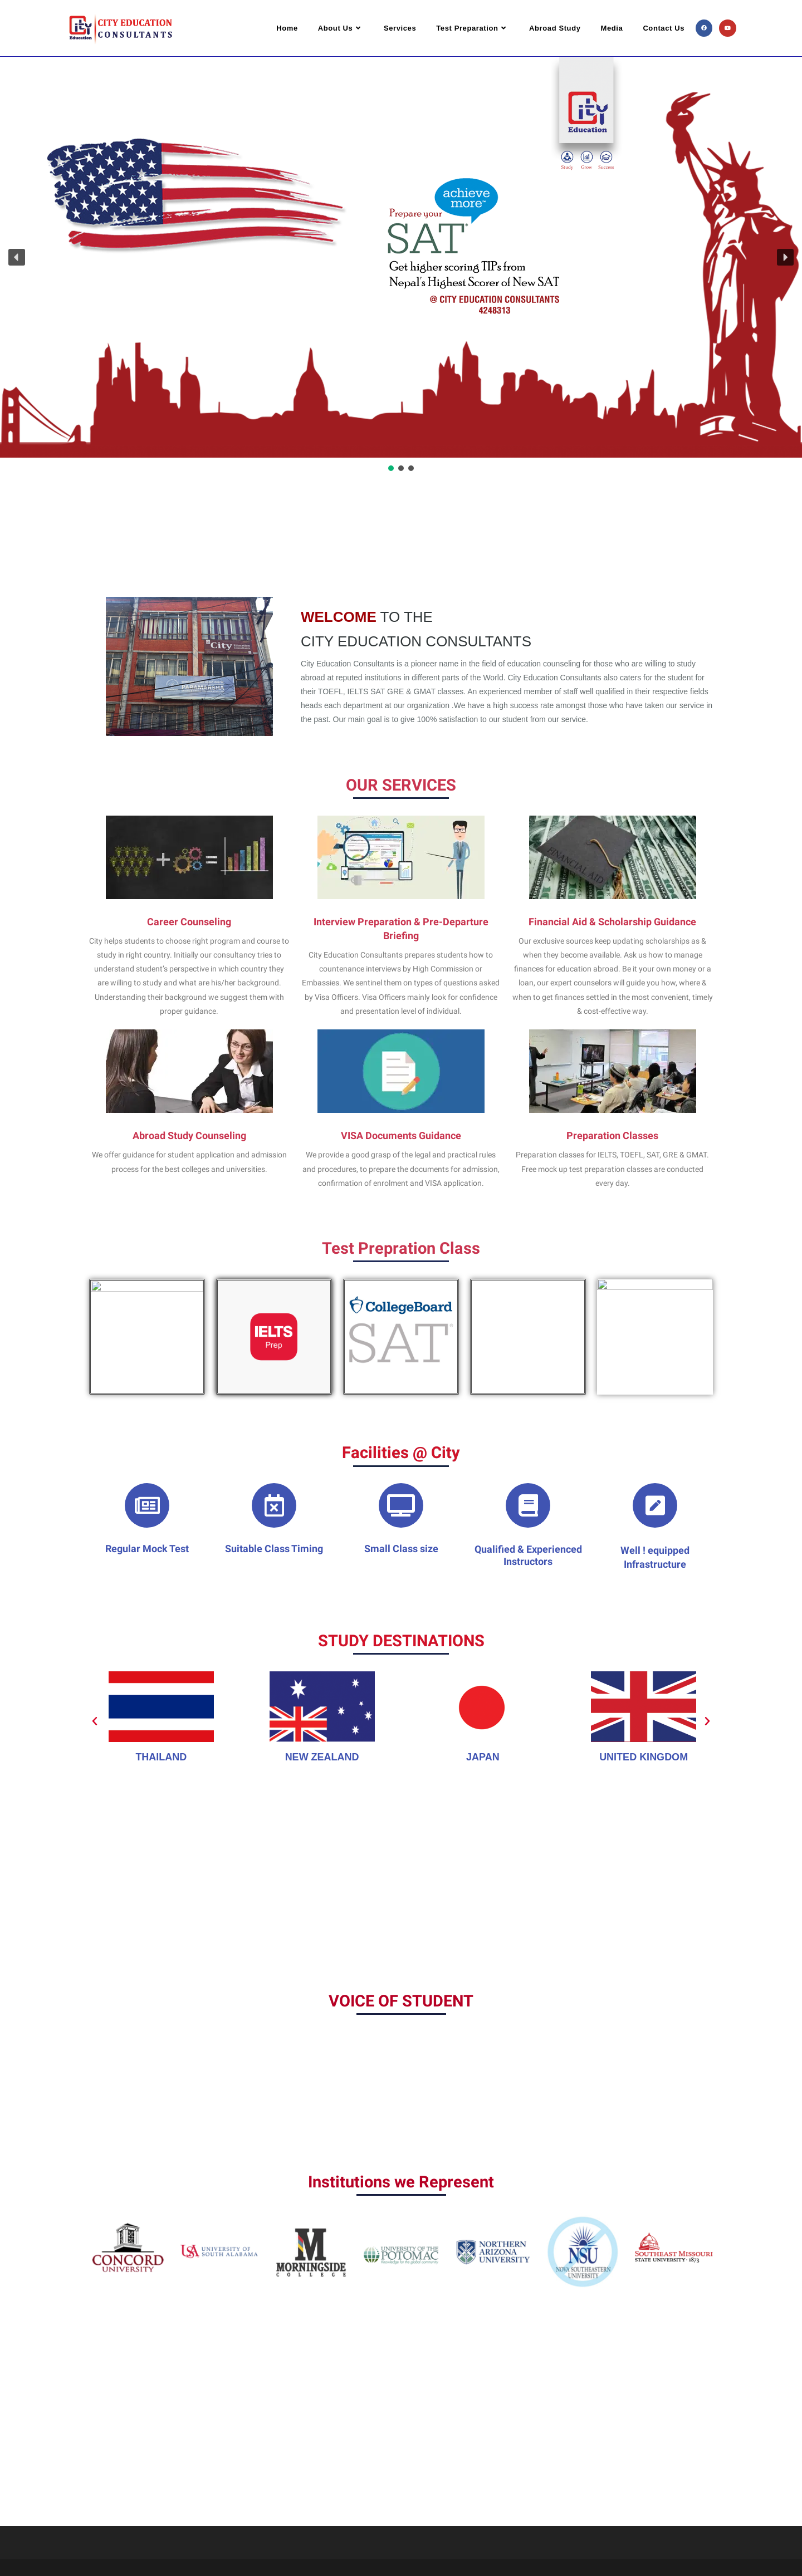 CITY EDUCATION
CONSULTANTS
City
Education
Home
About Us
Services
Test Preparation
Abroad Study
Media
Contact Us
City
Education
Study
Grow
Success
achieve
more™
Prepare your
SAT
Get higher scoring TIPs from
Nepal's Highest Scorer of New SAT
@ CITY EDUCATION CONSULTANTS
4248313
City
WELCOME TO THE
CITY EDUCATION CONSULTANTS
City Education Consultants is a pioneer name in the field of education counseling for those who are willing to study
abroad at reputed institutions in different parts of the World. City Education Consultants also caters for the student for
their TOEFL, IELTS SAT GRE & GMAT classes. An experienced member of staff well qualified in their respective fields
heads each department at our organization .We have a high success rate amongst those who have taken our service in
the past. Our main goal is to give 100% satisfaction to our student from our service.
OUR SERVICES
FINANCIAL AID
Career Counseling
City helps students to choose right program and course to
study in right country. Initially our consultancy tries to
understand student's perspective in which country they
are willing to study and what are his/her background.
Understanding their background we suggest them with
proper guidance.
Interview Preparation & Pre-Departure
Briefing
City Education Consultants prepares students how to
countenance interviews by High Commission or
Embassies. We sentinel them on types of questions asked
by Visa Officers. Visa Officers mainly look for confidence
and presentation level of individual.
Financial Aid & Scholarship Guidance
Our exclusive sources keep updating scholarships as &
when they become available. Ask us how to manage
finances for education abroad. Be it your own money or a
loan, our expert counselors will guide you how, where &
when to get finances settled in the most convenient, timely
& cost-effective way.
Abroad Study Counseling
We offer guidance for student application and admission
process for the best colleges and universities.
VISA Documents Guidance
We provide a good grasp of the legal and practical rules
and procedures, to prepare the documents for admission,
confirmation of enrolment and VISA application.
Preparation Classes
Preparation classes for IELTS, TOEFL, SAT, GRE & GMAT.
Free mock up test preparation classes are conducted
every day.
Test Prepration Class
IELTS
Prep
CollegeBoard
SAT
Facilities @ City
Regular Mock Test
Suitable Class Timing
Small Class size
Qualified & Experienced
Instructors
Well ! equipped
Infrastructure
STUDY DESTINATIONS
THAILAND
NEW ZEALAND
JAPAN
UNITED KINGDOM
VOICE OF STUDENT
Institutions we Represent
CONCORD
UNIVERSITY
USA
UNIVERSITY OF
SOUTH ALABAMA
M
MORNINGSIDE
COLLEGE
UNIVERSITY OF THE
POTOMAC
NORTHERN
ARIZONA
UNIVERSITY
NSU
NOVA SOUTHEASTERN
UNIVERSITY
SOUTHEAST MISSOURI
STATE UNIVERSITY · 1873